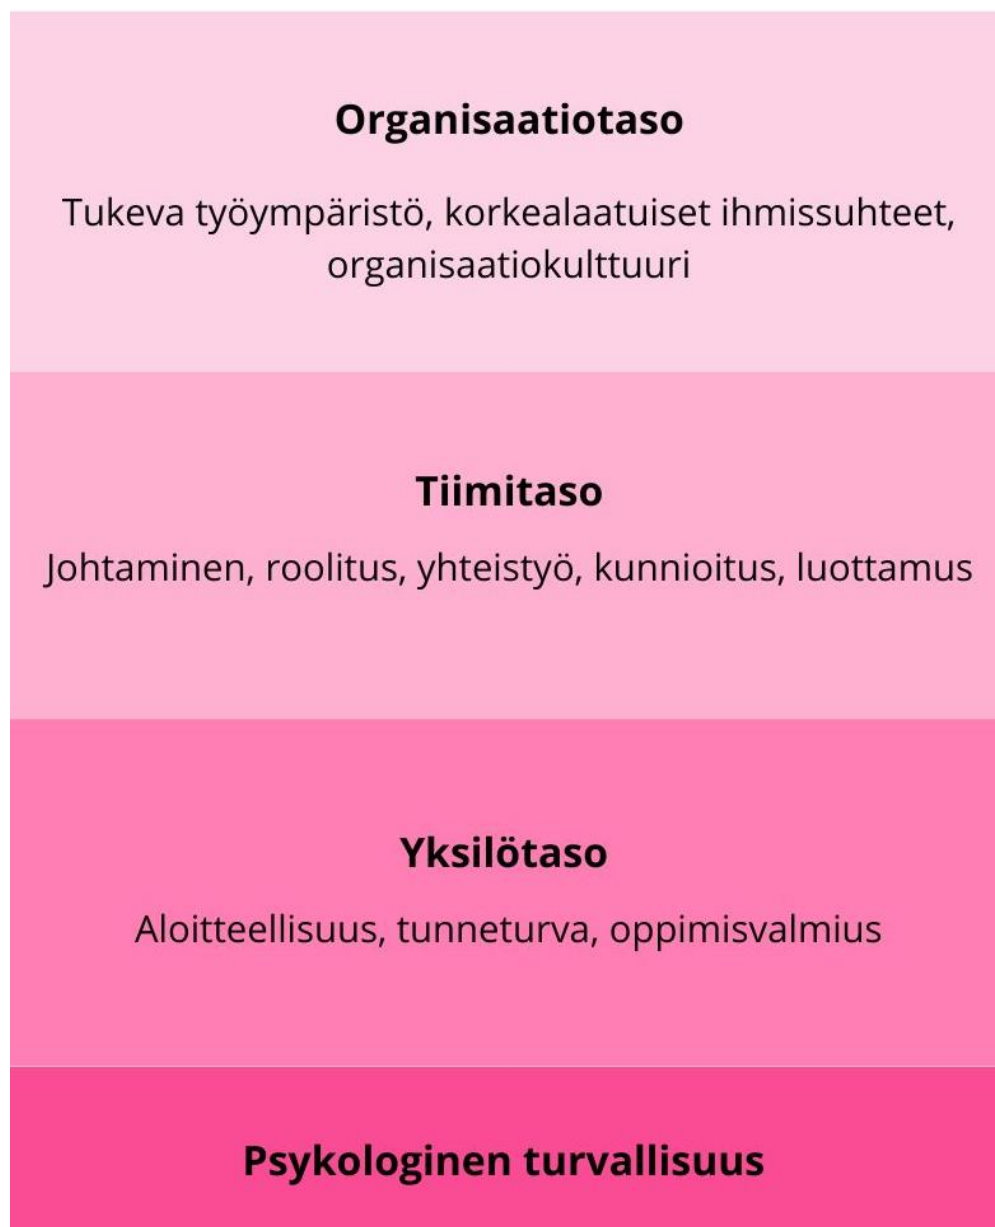 Organisaatiotaso
Tukeva työympäristö, korkealaatuiset ihmissuhteet,
organisaatiokulttuuri
Tiimitaso
Johtaminen, roolitus, yhteistyö, kunnioitus, luottamus
Yksilötaso
Aloitteellisuus, tunneturva, oppimisvalmius
Psykologinen turvallisuus